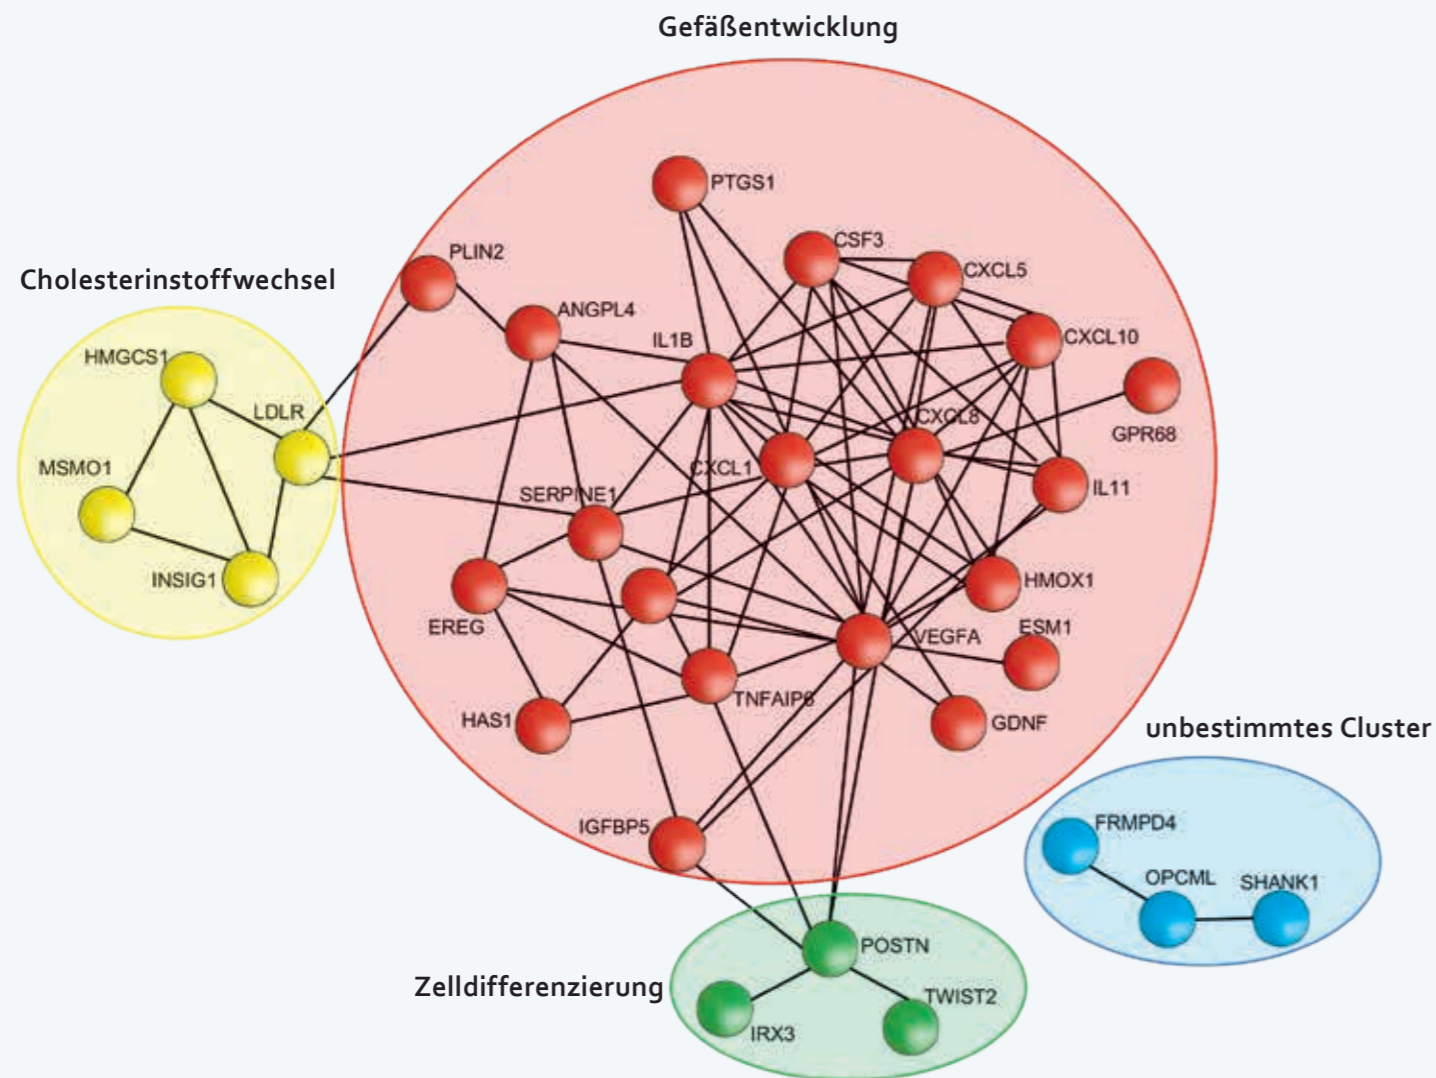 Gefäßentwicklung
PTGS1
CSF3
PLIN2
CXCL5
Cholesterinstoffwechsel
ANGPL4
IL1B
CXCL10
HMGCS1
LDLR
CXCL8
GPR68
MSMO1
CXCL1
SERPINE1
IL11
INSIG1
HMOX1
EREG
ESM1
VEGFA
TNFAIP6
HAS1
GDNF
unbestimmtes Cluster
IGFBP5
FRMPD4
OPCML
SHANK1
POSTN
Zelldifferenzierung
TWIST2
IRX3